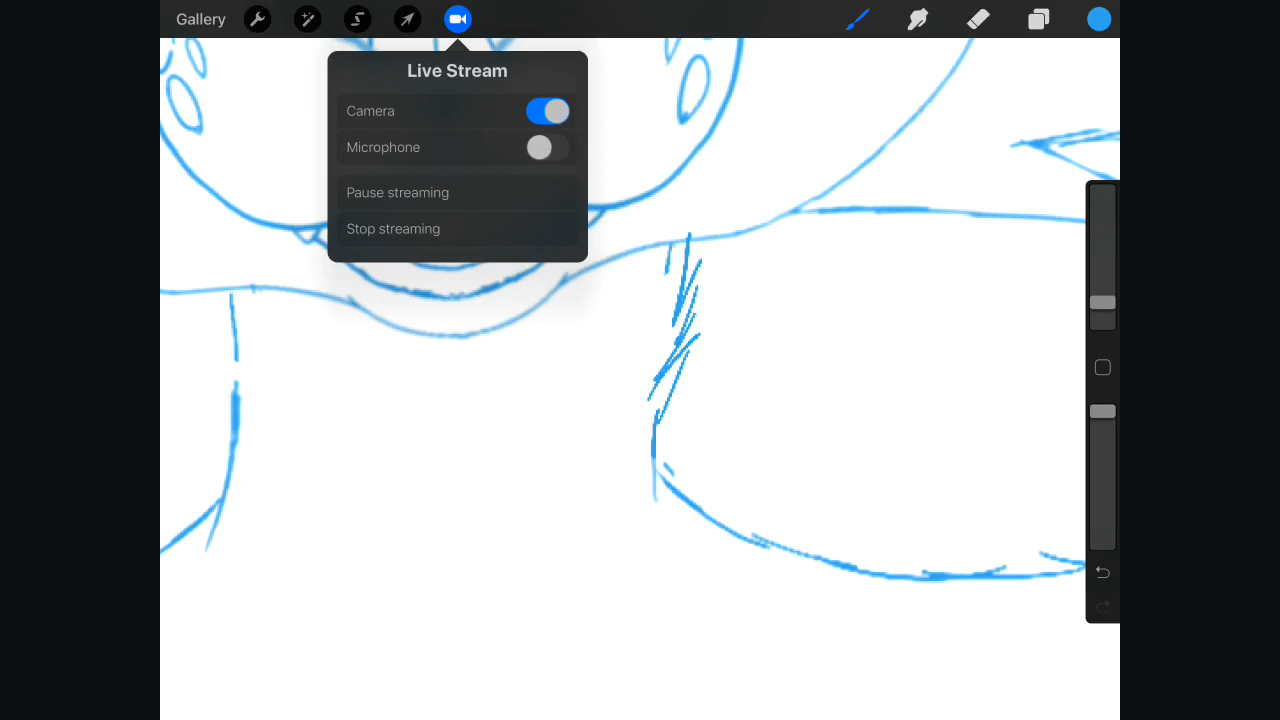 Gallery
Live Stream
Camera
Microphone
Pause streaming
Stop streaming